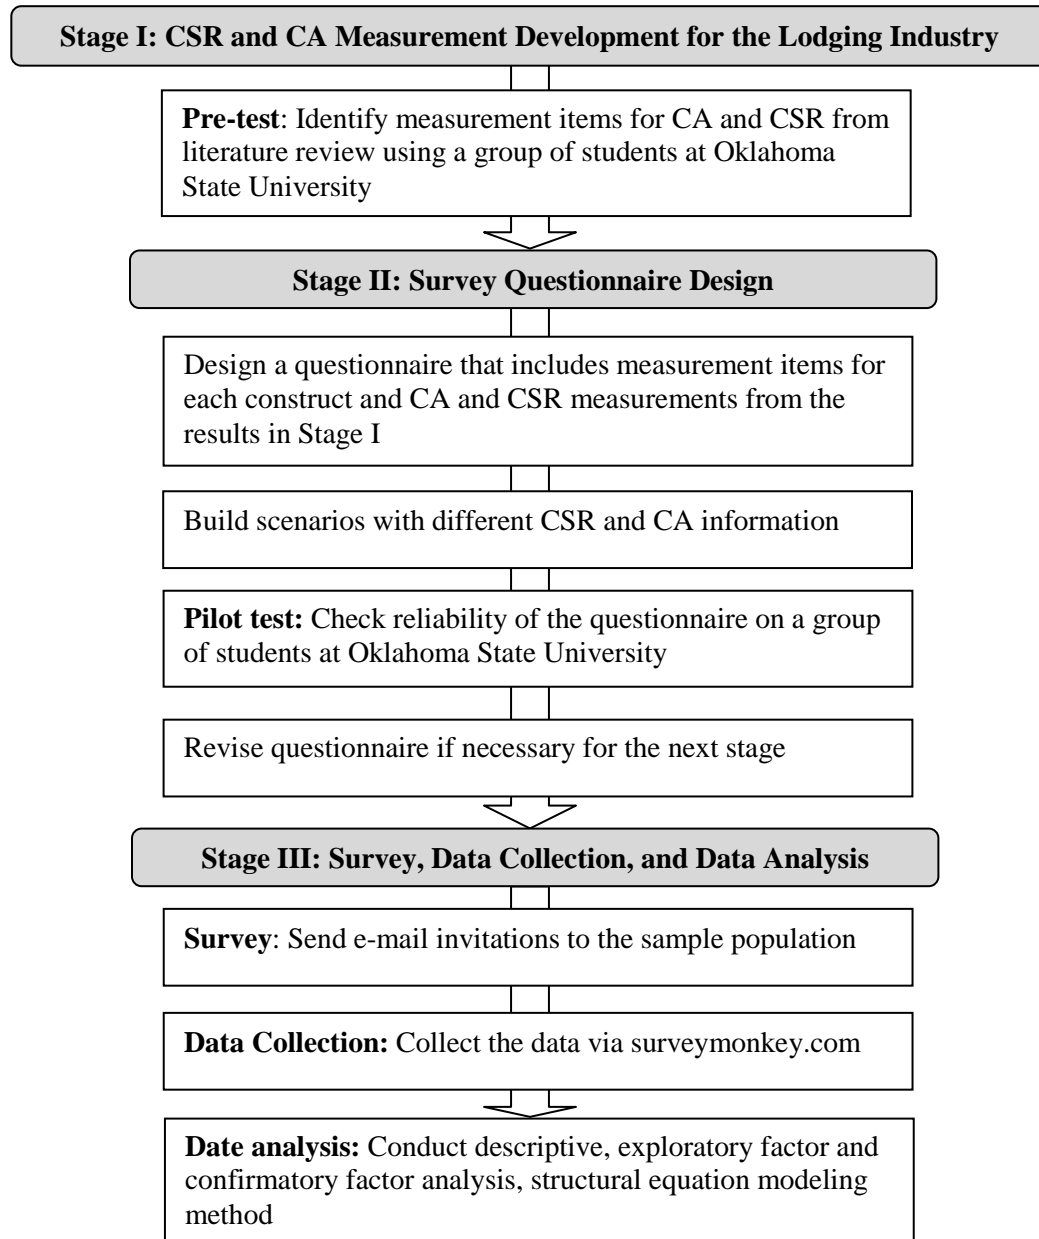 Stage I: CSR and CA Measurement Development for the Lodging Industry
Pre-test: Identify measurement items for CA and CSR from
literature review using a group of students at Oklahoma
State University
Stage II: Survey Questionnaire Design
Design a questionnaire that includes measurement items for
each construct and CA and CSR measurements from the
results in Stage I
Build scenarios with different CSR and CA information
Pilot test: Check reliability of the questionnaire on a group
of students at Oklahoma State University
Revise questionnaire if necessary for the next stage
Stage III: Survey, Data Collection, and Data Analysis
Survey: Send e-mail invitations to the sample population
Data Collection: Collect the data via surveymonkey.com
Date analysis: Conduct descriptive, exploratory factor and
confirmatory factor analysis, structural equation modeling
method